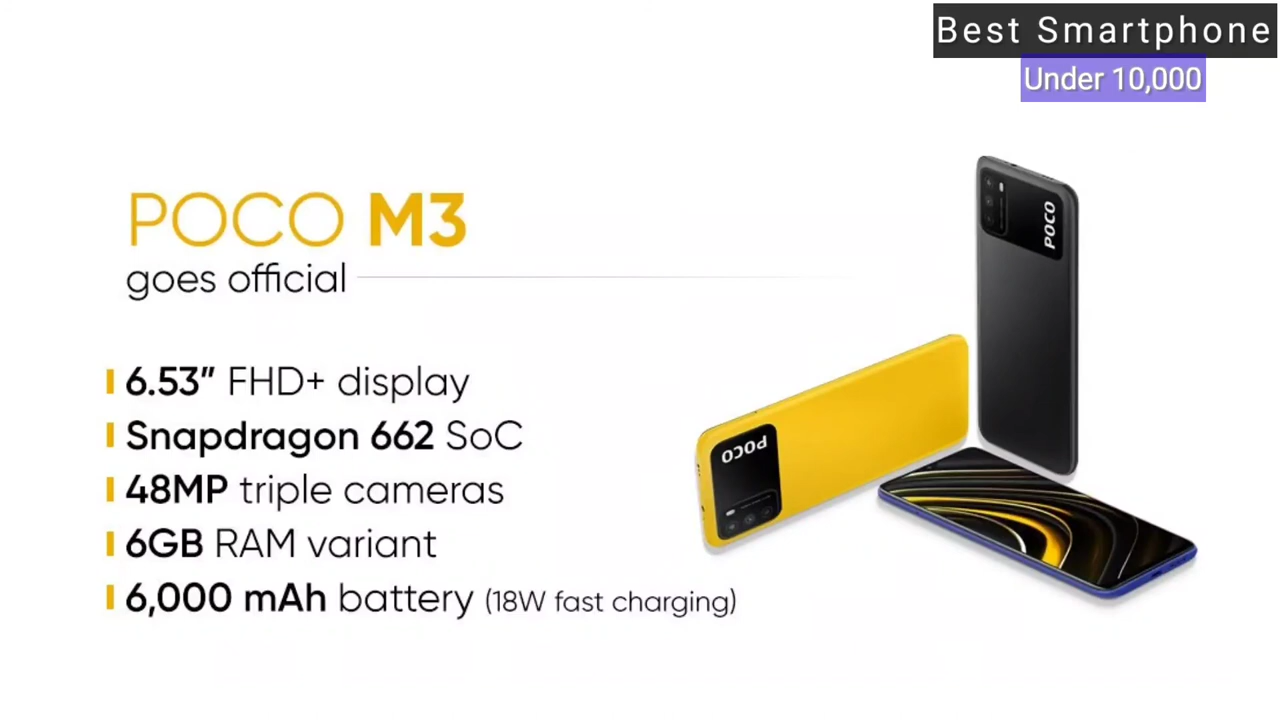 Best Smartphone
Under 10,000
POCO M3
goes official
6.53” FHD+ display
Snapdragon 662 SoC
48MP triple cameras
6GB RAM variant
6,000 mAh battery (18W fast charging)
POCO
POCO